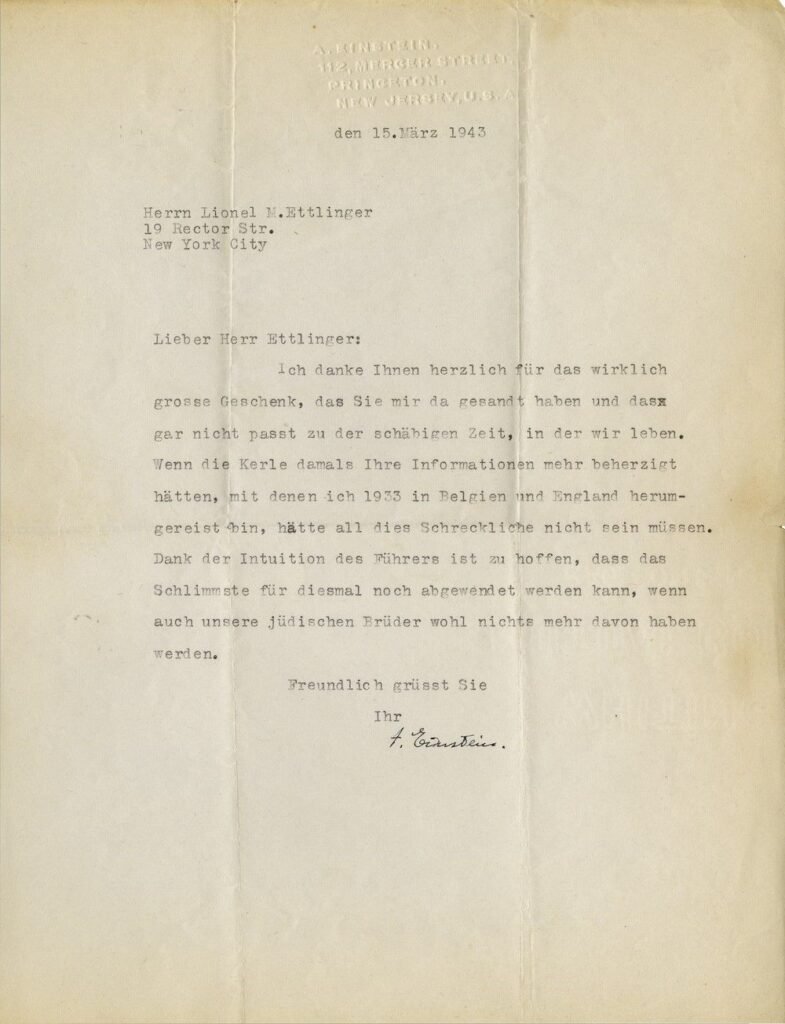 A. EINSTEIN.
112, MERCER STREET.
PRINCETON.
NEW JERSEY, U.S.A
den 15.März 1943
Herrn Lionel M.Ettlinger
19 Rector Str.
New York City
Lieber Herr Ettlinger:
Ich danke Ihnen herzlich für das wirklich
grosse Geschenk, das Sie mir da gesandt haben und dasx
gar nicht passt zu der schäbigen Zeit, in der wir leben.
Wenn die Kerle damals Ihre Informationen mehr beherzigt
hätten, mit denen ich 1933 in Belgien und England herum-
gereist bin, hätte all dies Schreckliche nicht sein müssen.
Dank der Intuition des Führers ist zu hoffen, dass das
Schlimmste für diesmal noch abgewendet werden kann, wenn
auch unsere jüdischen Brüder wohl nichts mehr davon haben
werden.
Freundlich grüsst Sie
Ihr
A. Einstein.